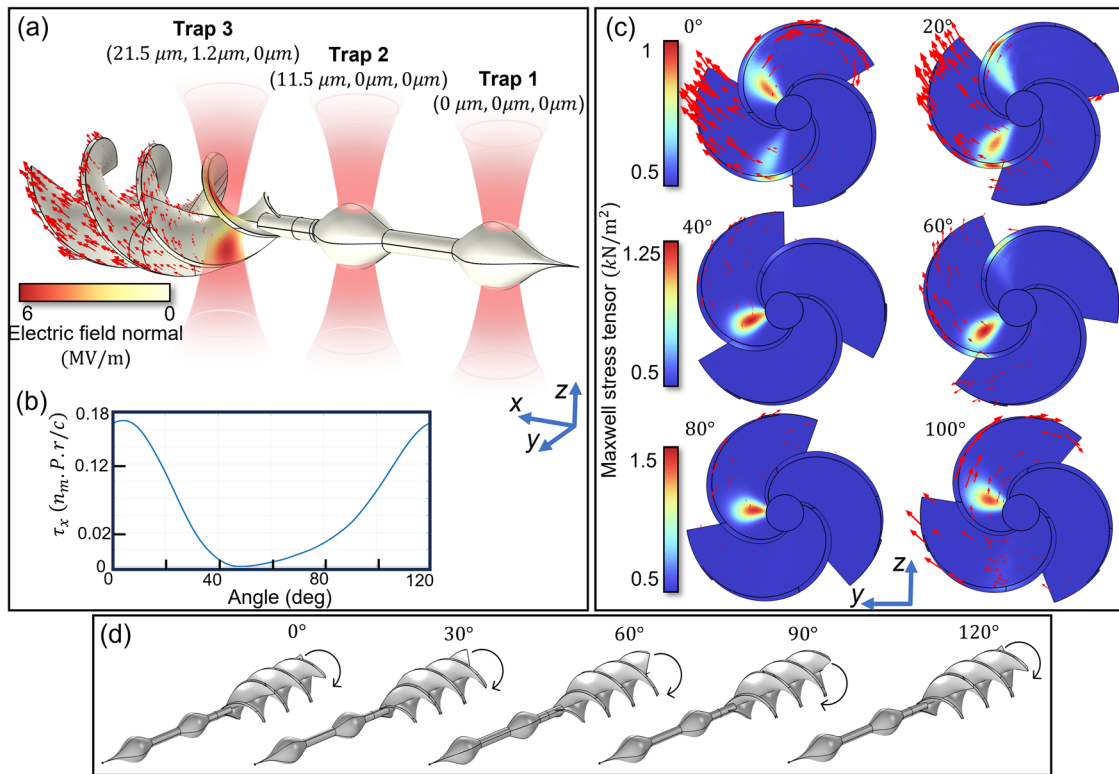 (a)
Trap 3
(21.5 μm, 1.2μm, 0μm)
Trap 2
(11.5 μm, 0μm, 0μm)
Trap 1
(0 μm, 0μm, 0μm)
6
0
Electric field normal
(MV/m)
x
y
z
(b)
0.18
0.12
0.02
0
τx (nm.P.r/c)
0
40
80
120
Angle (deg)
(c)
1
0.5
0°
20°
Maxwell stress tensor (kN/m²)
1.25
0.5
40°
60°
1.5
0.5
80°
100°
z
y
(d)
0°
30°
60°
90°
120°